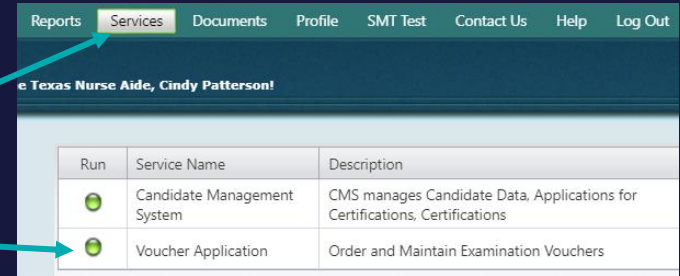 Reports Services Documents Profile SMT Test Contact Us Help Log Out
e Texas Nurse Aide, Cindy Patterson!
Run Service Name Description
Candidate Management System CMS manages Candidate Data, Applications for Certifications, Certifications
Voucher Application Order and Maintain Examination Vouchers